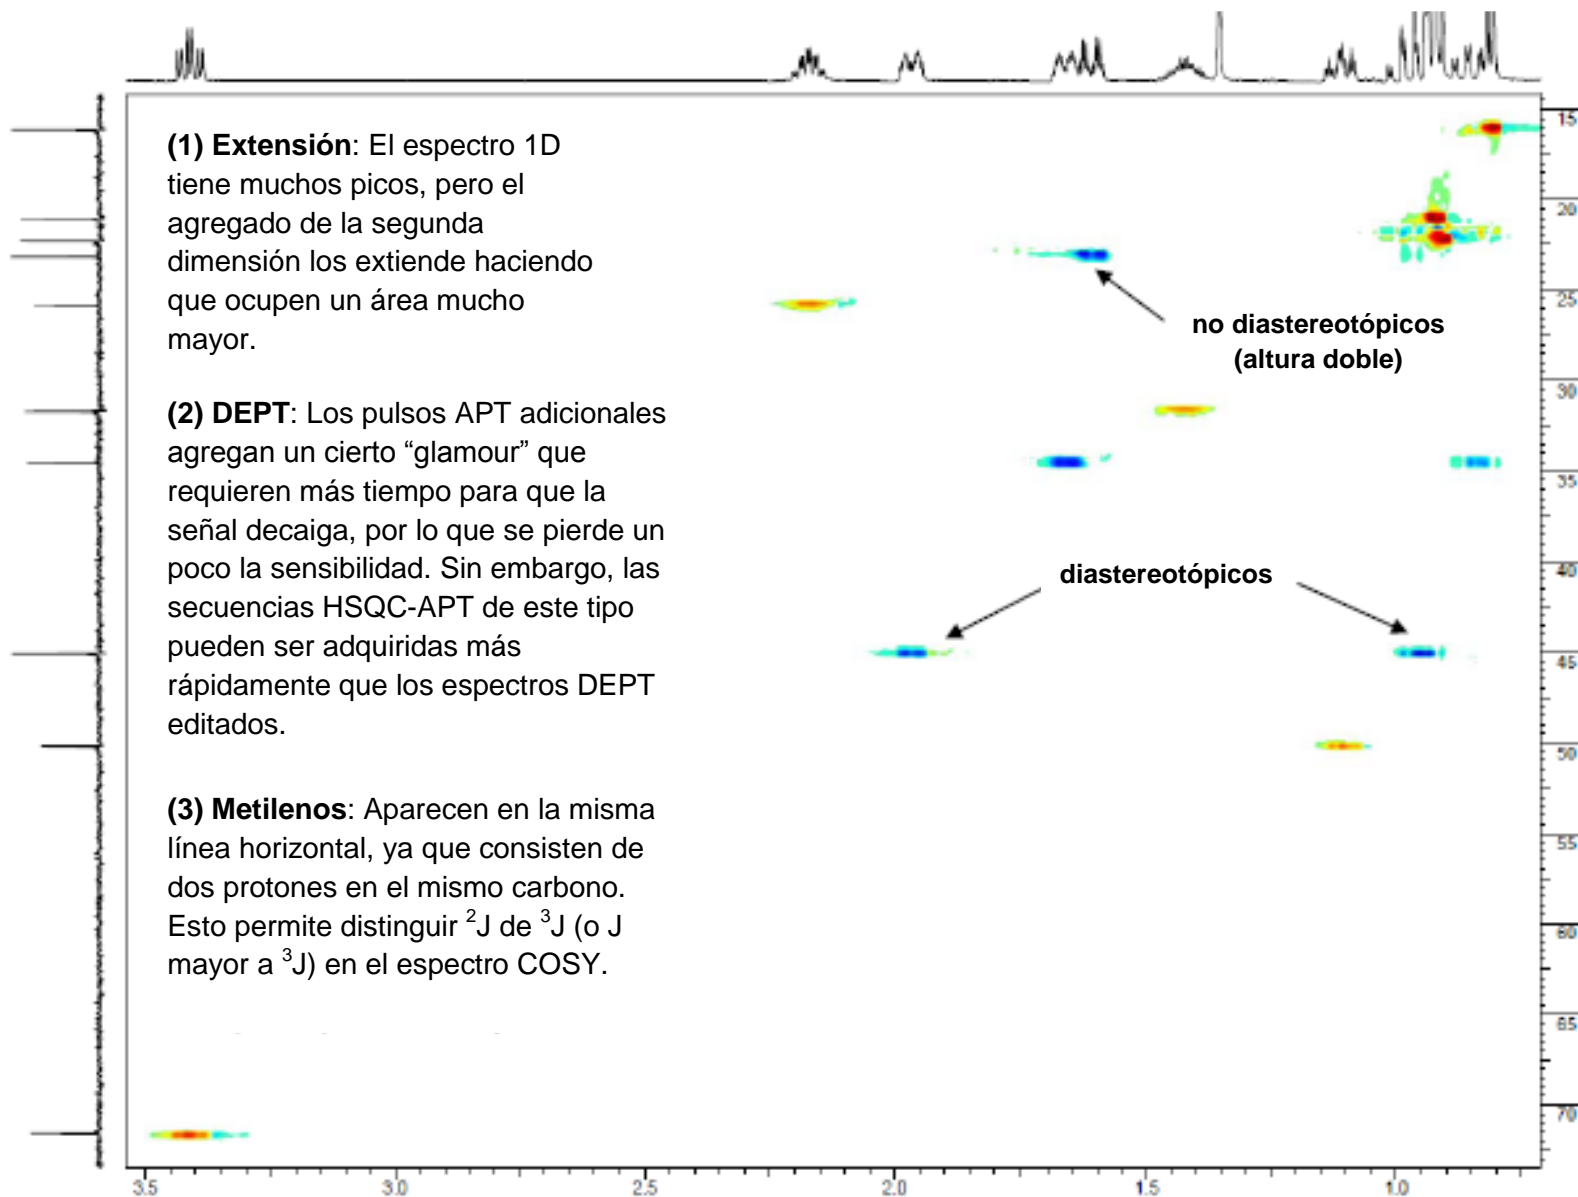 (1) Extensión: El espectro 1D
tiene muchos picos, pero el
agregado de la segunda
dimensión los extiende haciendo
que ocupen un área mucho
mayor.
(2) DEPT: Los pulsos APT adicionales
agregan un cierto “glamour” que
requieren más tiempo para que la
señal decaiga, por lo que se pierde un
poco la sensibilidad. Sin embargo, las
secuencias HSQC-APT de este tipo
pueden ser adquiridas más
rápidamente que los espectros DEPT
editados.
(3) Metilenos: Aparecen en la misma
línea horizontal, ya que consisten de
dos protones en el mismo carbono.
Esto permite distinguir ²J de ³J (o J
mayor a ³J) en el espectro COSY.
no diastereotópicos
(altura doble)
diastereotópicos
15
20
25
30
35
40
45
50
55
60
65
70
3.5 3.0 2.5 2.0 1.5 1.0